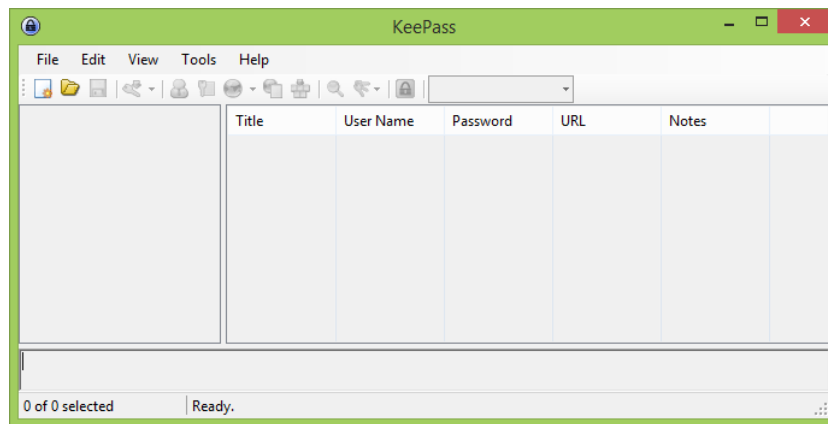 KeePass
File Edit View Tools Help
Title User Name Password URL Notes
0 of 0 selected Ready.